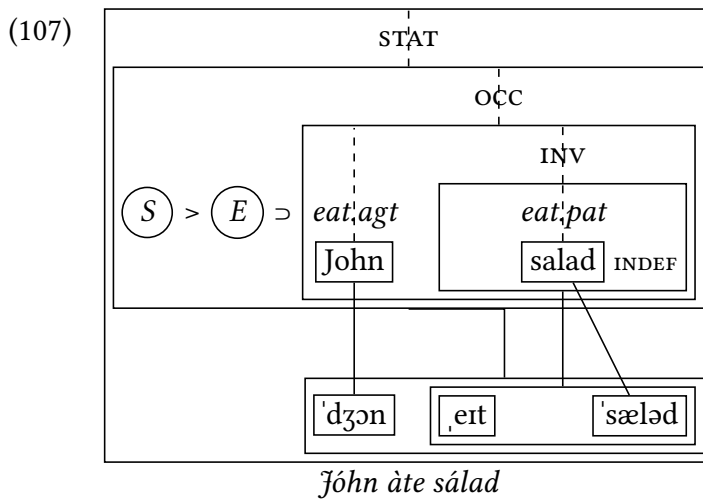 (107)
STAT
OCC
INV
S > E ⊃ eat.agt eat.pat
John salad INDEF
ˈdʒɔn ˌeɪt ˈsæləd
Jóhn àte sálad